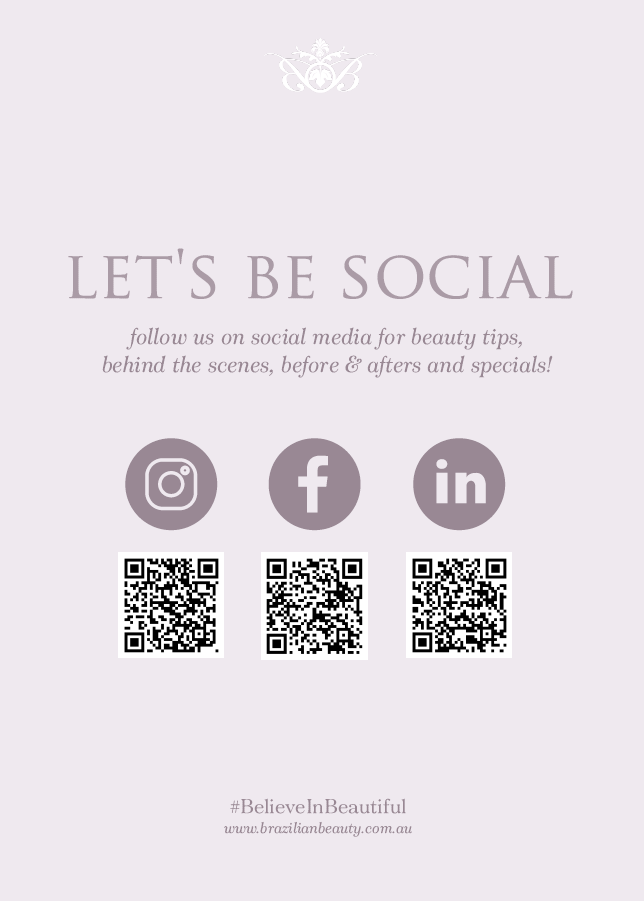 LET'S BE SOCIAL
follow us on social media for beauty tips,
behind the scenes, before & afters and specials!
in
#BelieveInBeautiful
www.brazilianbeauty.com.au